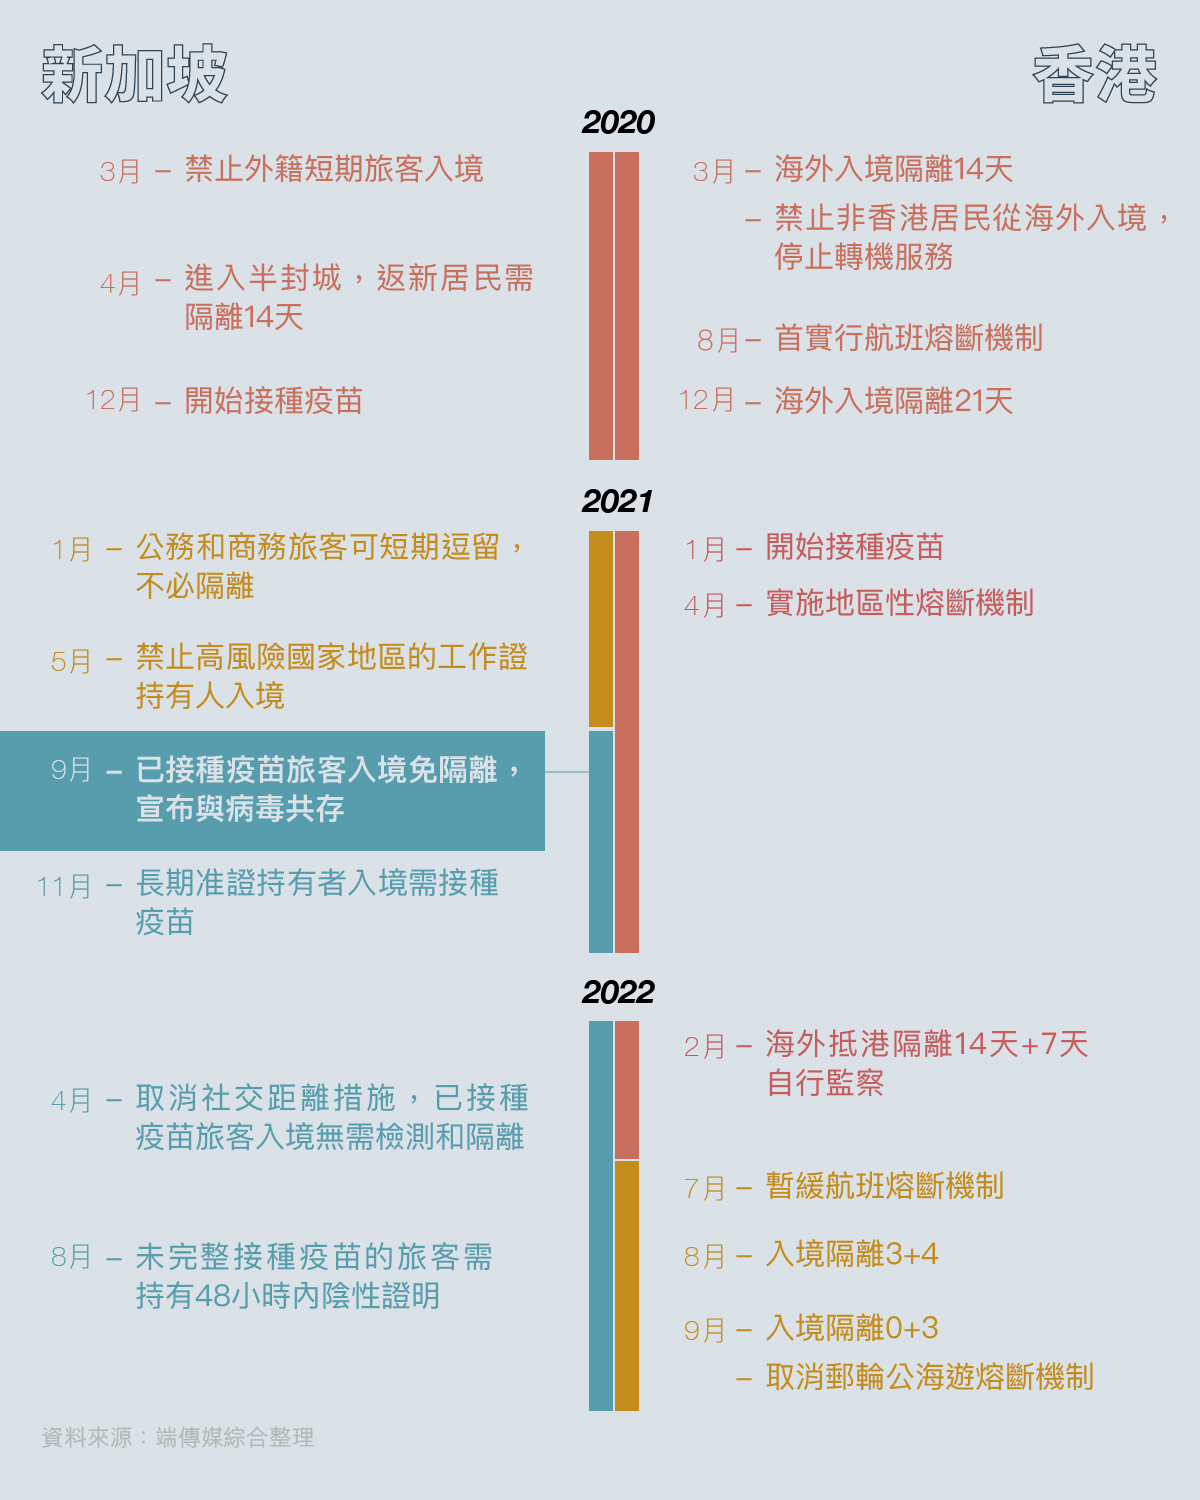 新加坡
香港
2020
3月 – 禁止外籍短期旅客入境
4月 – 進入半封城，返新居民需
隔離14天
12月 – 開始接種疫苗
3月 – 海外入境隔離14天
– 禁止非香港居民從海外入境，
停止轉機服務
8月 – 首實行航班熔斷機制
12月 – 海外入境隔離21天
2021
1月 – 公務和商務旅客可短期逗留，
不必隔離
5月 – 禁止高風險國家地區的工作證
持有人入境
9月 – 已接種疫苗旅客入境免隔離，
宣布與病毒共存
11月 – 長期准證持有者入境需接種
疫苗
1月 – 開始接種疫苗
4月 – 實施地區性熔斷機制
2022
4月 – 取消社交距離措施，已接種
疫苗旅客入境無需檢測和隔離
8月 – 未完整接種疫苗的旅客需
持有48小時內陰性證明
2月 – 海外抵港隔離14天+7天
自行監察
7月 – 暫緩航班熔斷機制
8月 – 入境隔離3+4
9月 – 入境隔離0+3
– 取消郵輪公海遊熔斷機制
資料來源：端傳媒綜合整理